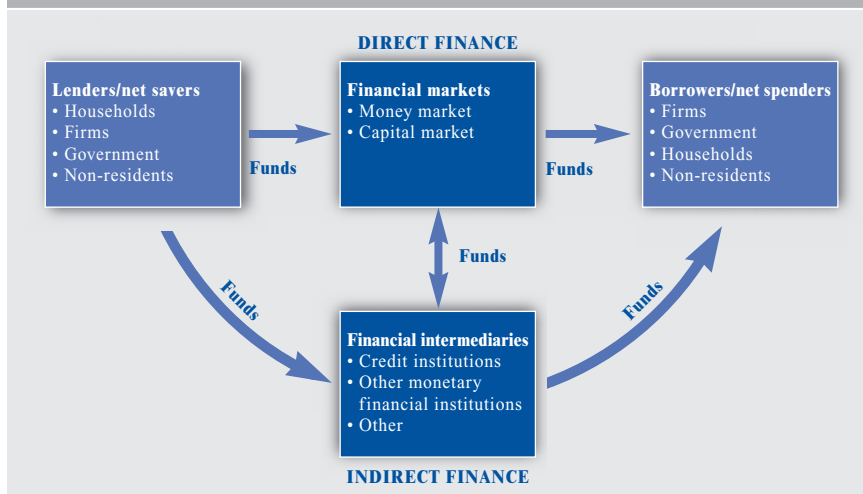 DIRECT FINANCE
Lenders/net savers
• Households
• Firms
• Government
• Non-residents
Funds
Financial markets
• Money market
• Capital market
Funds
Borrowers/net spenders
• Firms
• Government
• Households
• Non-residents
Funds
Funds
Funds
Financial intermediaries
• Credit institutions
• Other monetary
financial institutions
• Other
INDIRECT FINANCE